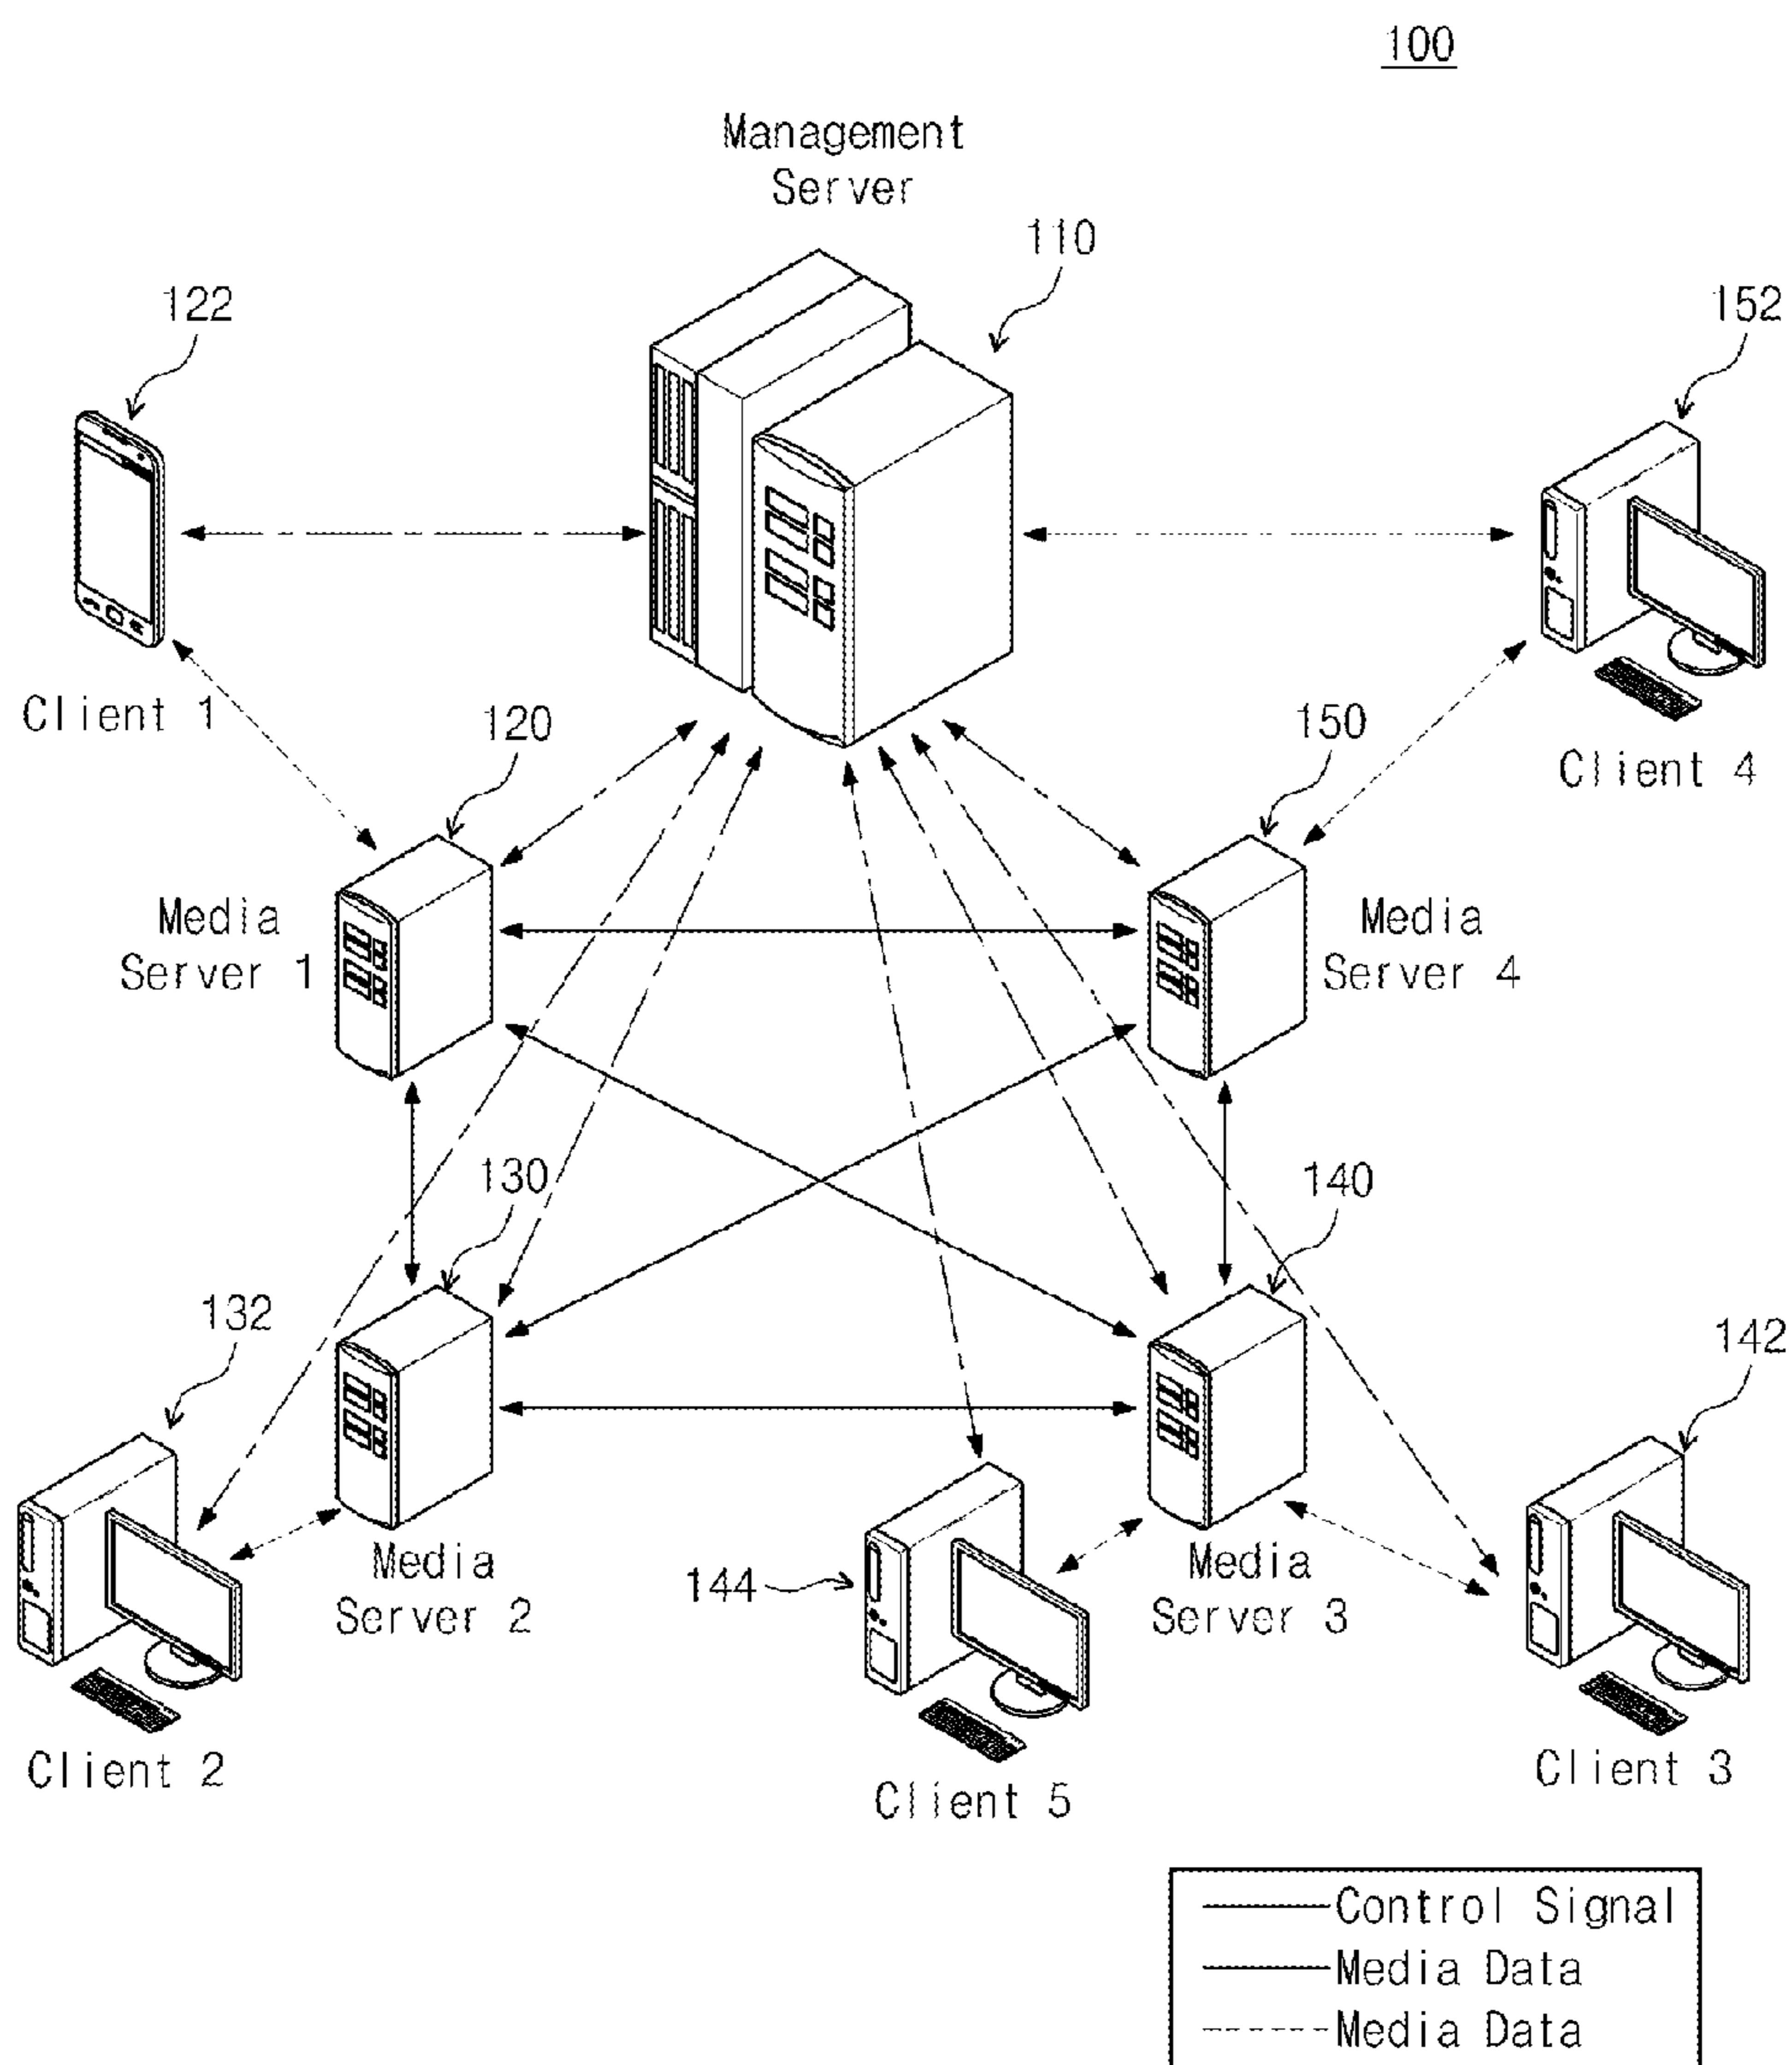 100
Management
Server
110
122
152
Client 1
120
150
Client 4
Media
Server 1
Media
Server 4
130
140
132
142
Media
Server 2
144
Media
Server 3
Client 2
Client 5
Client 3
Control Signal
Media Data
Media Data